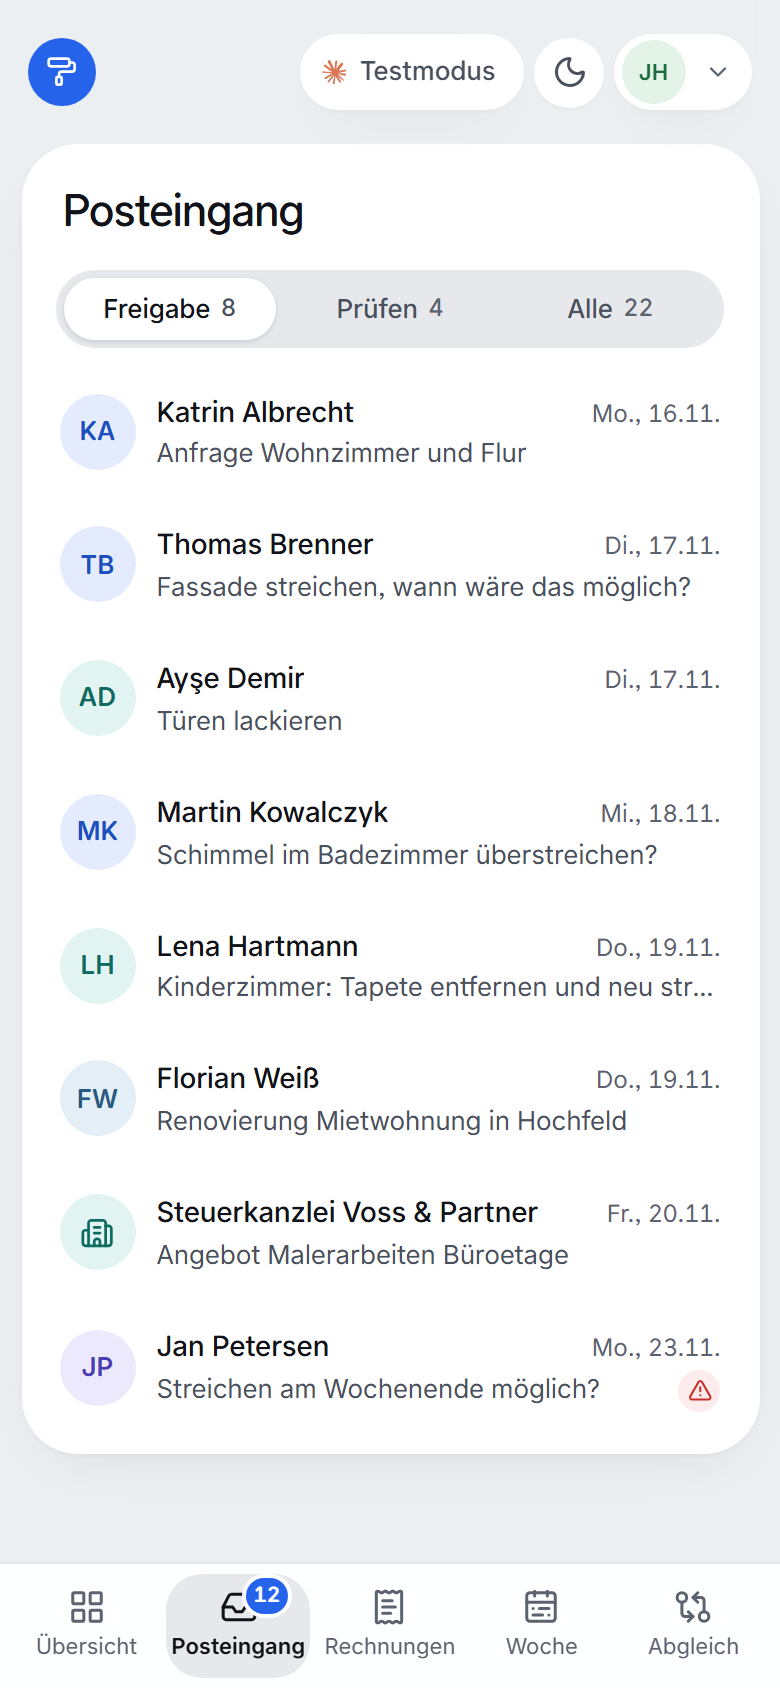 Testmodus
JH
Posteingang
Freigabe 8
Prüfen 4
Alle 22
KA
Katrin Albrecht
Mo., 16.11.
Anfrage Wohnzimmer und Flur
TB
Thomas Brenner
Di., 17.11.
Fassade streichen, wann wäre das möglich?
AD
Ayşe Demir
Di., 17.11.
Türen lackieren
MK
Martin Kowalczyk
Mi., 18.11.
Schimmel im Badezimmer überstreichen?
LH
Lena Hartmann
Do., 19.11.
Kinderzimmer: Tapete entfernen und neu str...
FW
Florian Weiß
Do., 19.11.
Renovierung Mietwohnung in Hochfeld
Steuerkanzlei Voss & Partner
Fr., 20.11.
Angebot Malerarbeiten Büroetage
JP
Jan Petersen
Mo., 23.11.
Streichen am Wochenende möglich?
12
Übersicht
Posteingang
Rechnungen
Woche
Abgleich